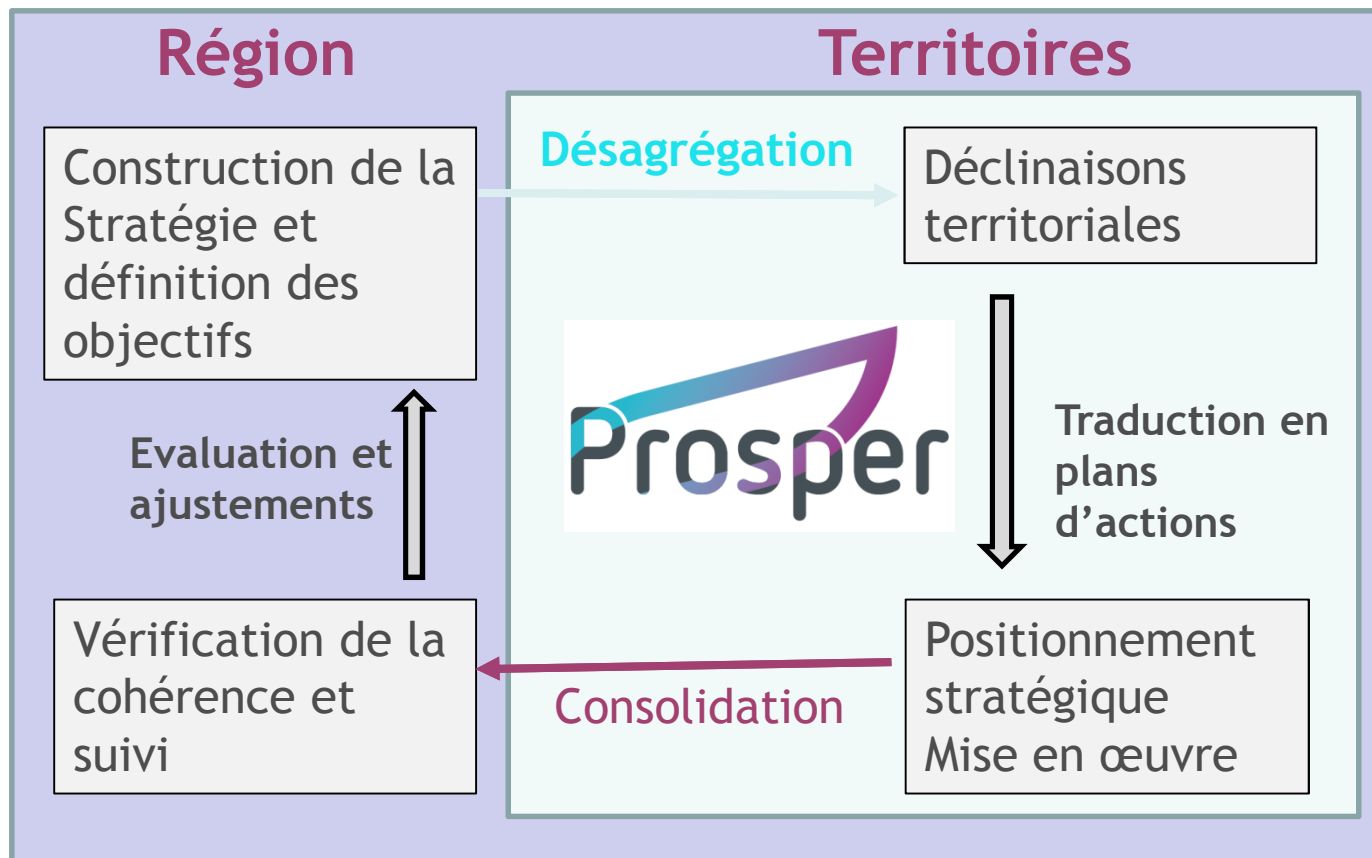 Région
Territoires
Construction de la
Stratégie et
définition des
objectifs
Désagrégation
Déclinaisons
territoriales
Prosper
Evaluation et
ajustements
Traduction en
plans
d’actions
Vérification de la
cohérence et
suivi
Consolidation
Positionnement
stratégique
Mise en œuvre